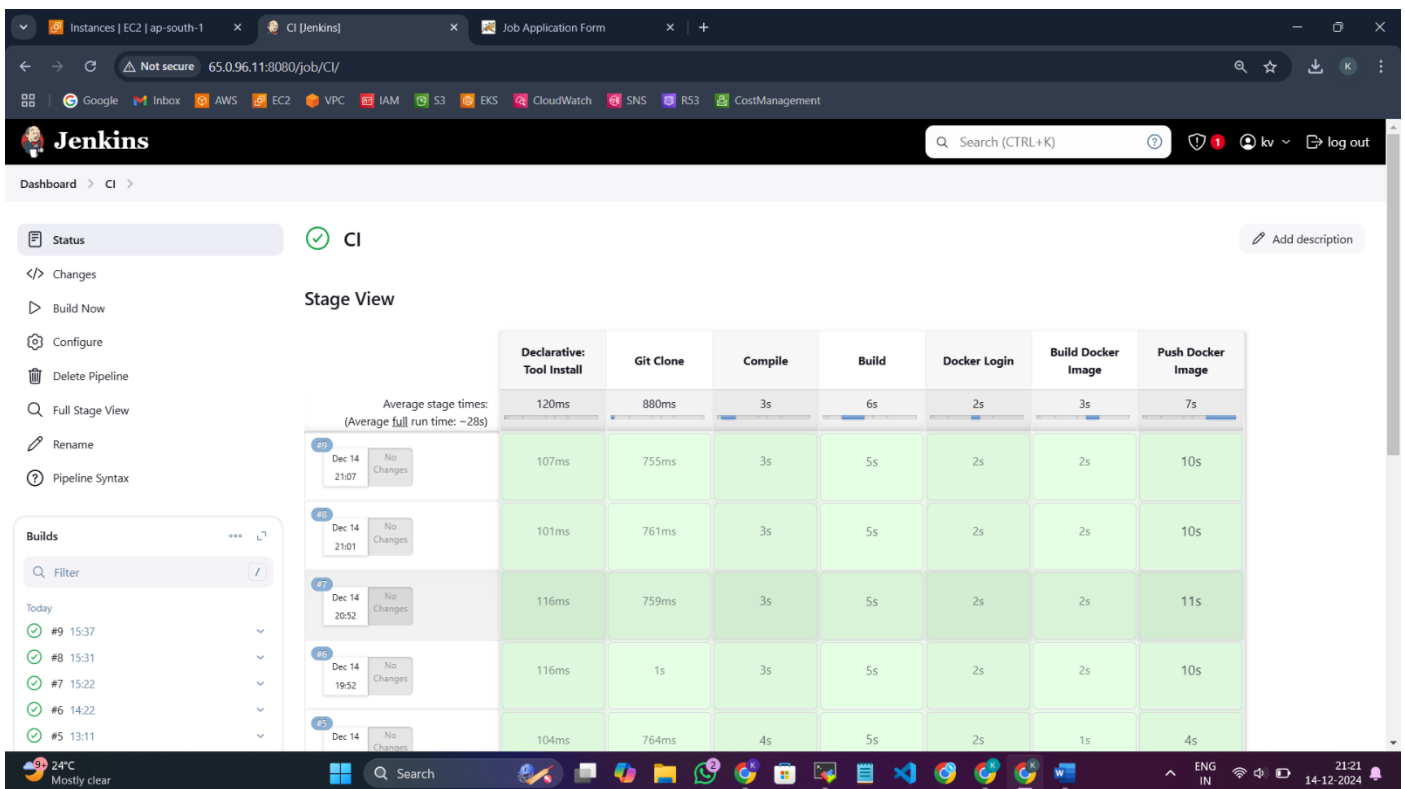 Instances | EC2 | ap-south-1
CI [Jenkins]
Job Application Form
Not secure 65.0.96.11:8080/job/CI/
K
Google Inbox AWS EC2 VPC IAM S3 EKS CloudWatch SNS R53 CostManagement
Jenkins
Search (CTRL+K)
1
kv
log out
Dashboard > CI >
Status
Changes
Build Now
Configure
Delete Pipeline
Full Stage View
Rename
Pipeline Syntax
Builds
Filter
/
Today
#9 15:37
#8 15:31
#7 15:22
#6 14:22
#5 13:11
CI
Add description
Stage View
Declarative: Tool Install
Git Clone
Compile
Build
Docker Login
Build Docker Image
Push Docker Image
Average stage times:
(Average full run time: ~28s)
120ms 880ms 3s 6s 2s 3s 7s
#9
Dec 14
21:07
No Changes
107ms 755ms 3s 5s 2s 2s 10s
#8
Dec 14
21:01
No Changes
101ms 761ms 3s 5s 2s 2s 10s
#7
Dec 14
20:52
No Changes
116ms 759ms 3s 5s 2s 2s 11s
#6
Dec 14
19:52
No Changes
116ms 1s 3s 5s 2s 2s 10s
#5
Dec 14
No Changes
104ms 764ms 4s 5s 2s 1s 4s
9+
24°C
Mostly clear
Search
2
ENG
IN
21:21
14-12-2024